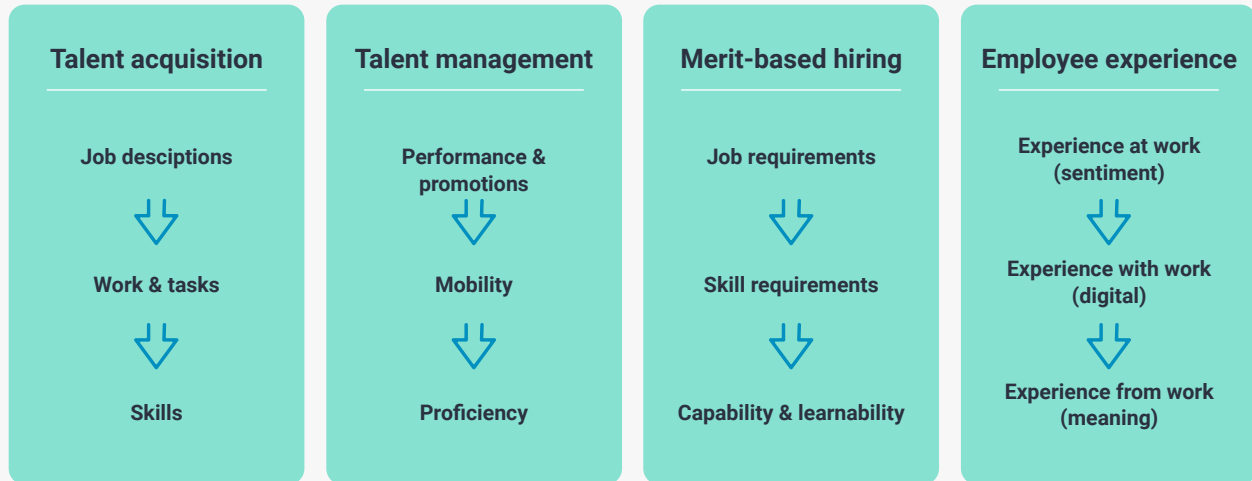 Talent acquisition
Job desciptions
Work & tasks
Skills
Talent management
Performance &
promotions
Mobility
Proficiency
Merit-based hiring
Job requirements
Skill requirements
Capability & learnability
Employee experience
Experience at work
(sentiment)
Experience with work
(digital)
Experience from work
(meaning)